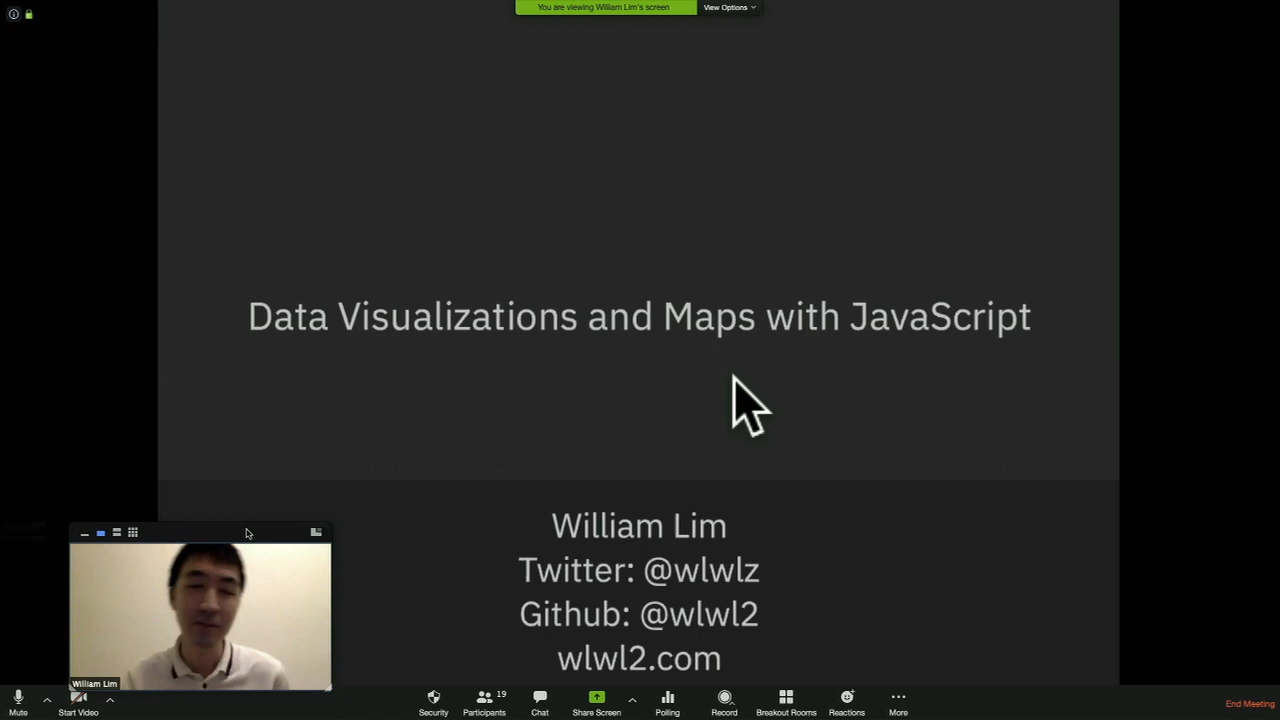 You are viewing William Lim's screen
View Options
Data Visualizations and Maps with JavaScript
William Lim
Twitter: @wlwlz
Github: @wlwl2
wlwl2.com
William Lim
Mute
Start Video
Security
19
Participants
Chat
Share Screen
Polling
Record
Breakout Rooms
Reactions
More
End Meeting